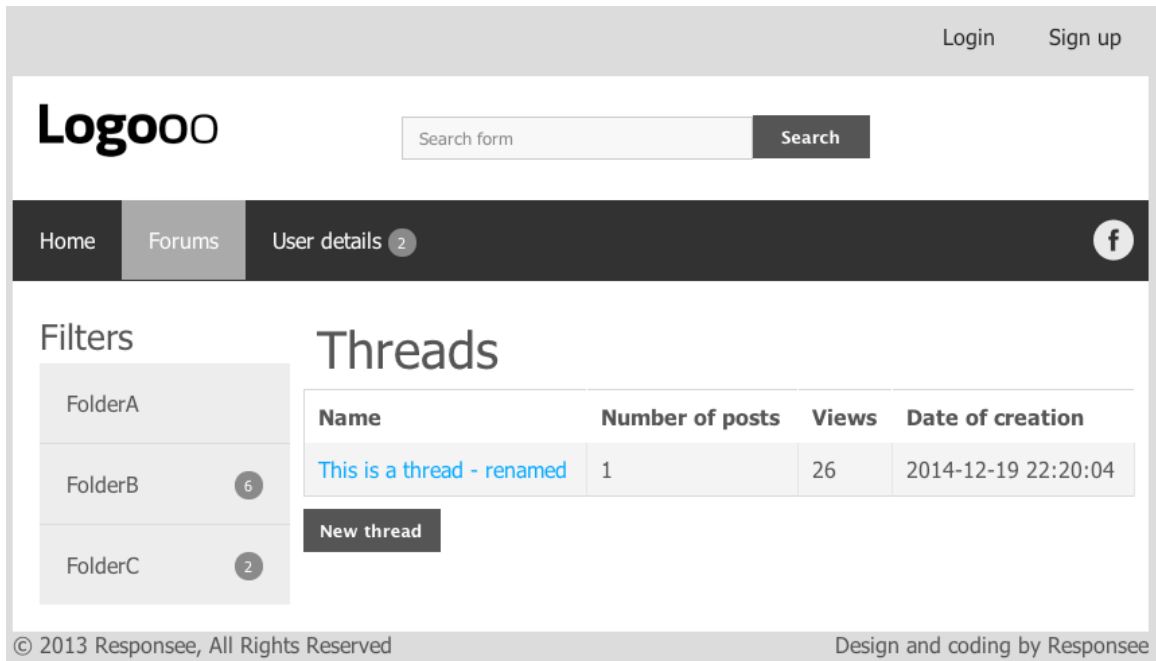 Login Sign up
Logooo
Search form Search
Home Forums User details 2 f
Filters
Threads
FolderA
FolderB 6
FolderC 2
Name Number of posts Views Date of creation
This is a thread - renamed 1 26 2014-12-19 22:20:04
New thread
© 2013 Responsee, All Rights Reserved Design and coding by Responsee